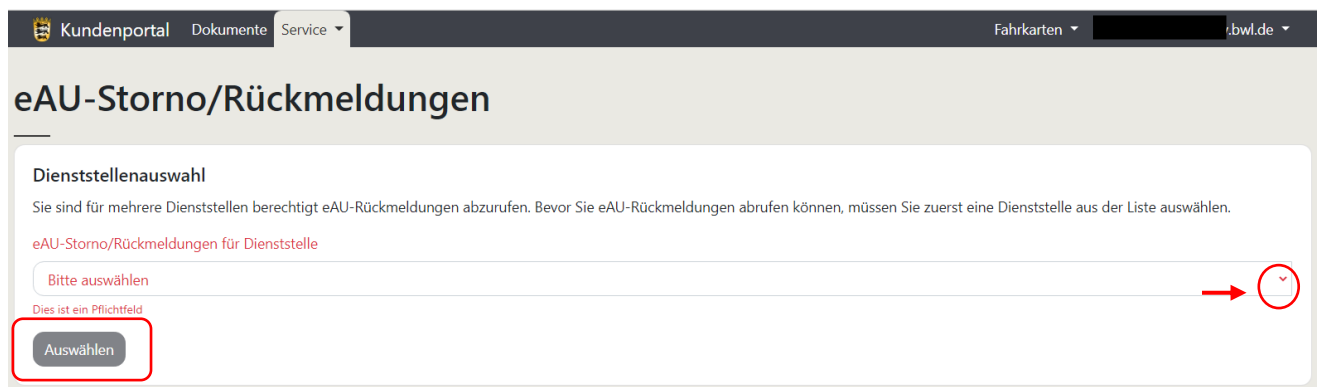 Kundenportal Dokumente Service Fahrkarten .bwl.de
eAU-Storno/Rückmeldungen
Dienststellenauswahl
Sie sind für mehrere Dienststellen berechtigt eAU-Rückmeldungen abzurufen. Bevor Sie eAU-Rückmeldungen abrufen können, müssen Sie zuerst eine Dienststelle aus der Liste auswählen.
eAU-Storno/Rückmeldungen für Dienststelle
Bitte auswählen
Dies ist ein Pflichtfeld
Auswählen